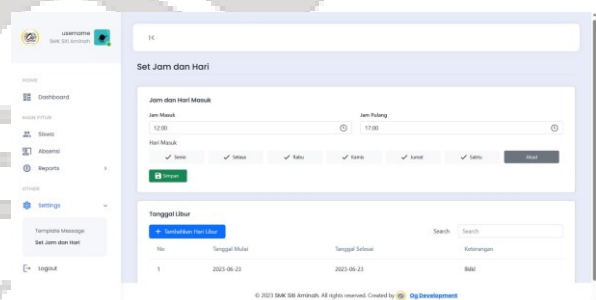 username
SMK Siti Aminah
HOME
Dashboard
MAIN FITUR
Siswa
Absensi
Reports
OTHER
Settings
Template Message
Set Jam dan Hari
Logout
Set Jam dan Hari
Jam dan Hari Masuk
Jam Masuk Jam Pulang
12:00 17:00
Hari Masuk
Senin Selasa Rabu Kamis Jumat Sabtu Ahad
Simpan
Tanggal Libur
+ Tambahkan Hari Libur Search Search
No Tanggal Mulai Tanggal Selesai Keterangan
1 2023-06-23 2023-06-23
© 2023 SMK Siti Aminah. All rights reserved. Created by Og Development